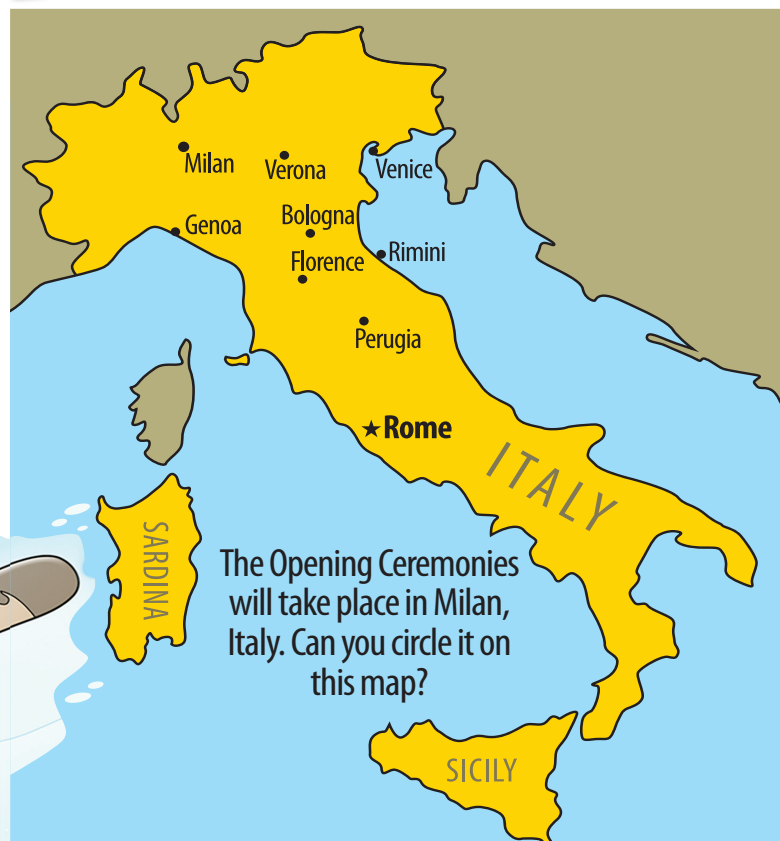 Milan
Verona
Venice
Genoa
Bologna
Rimini
Florence
Perugia
Rome
ITALY
SARDINA
The Opening Ceremonies
will take place in Milan,
Italy. Can you circle it on
this map?
SICILY